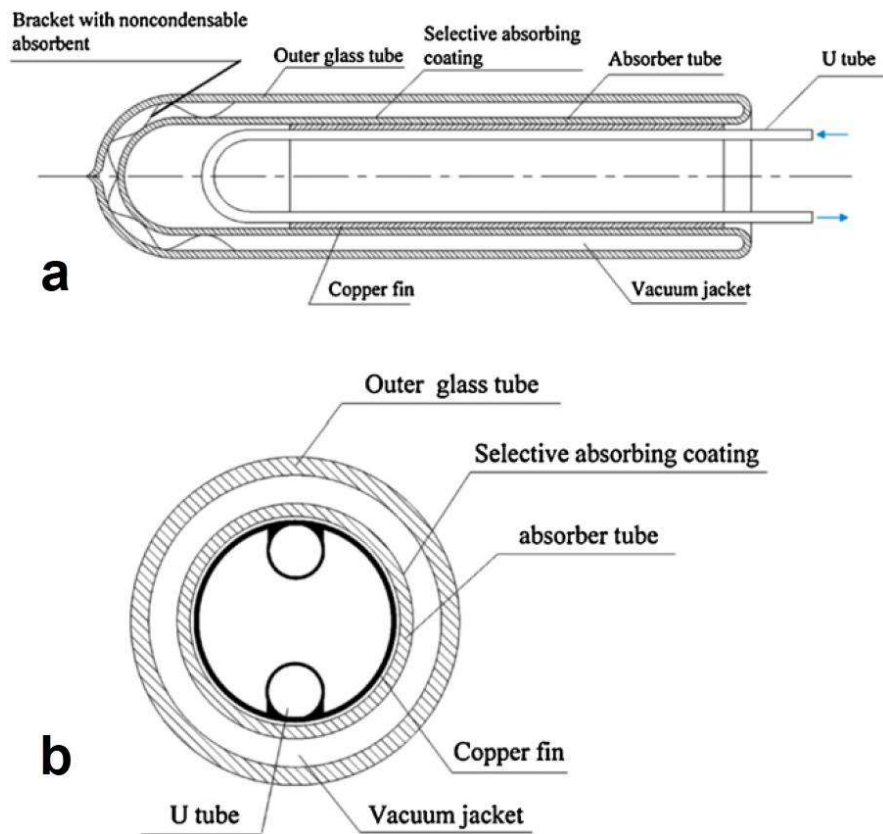 Bracket with noncondensable
absorbent
Outer glass tube
Selective absorbing
coating
Absorber tube
U tube
a
Copper fin
Vacuum jacket
Outer glass tube
Selective absorbing coating
absorber tube
Copper fin
b
U tube
Vacuum jacket